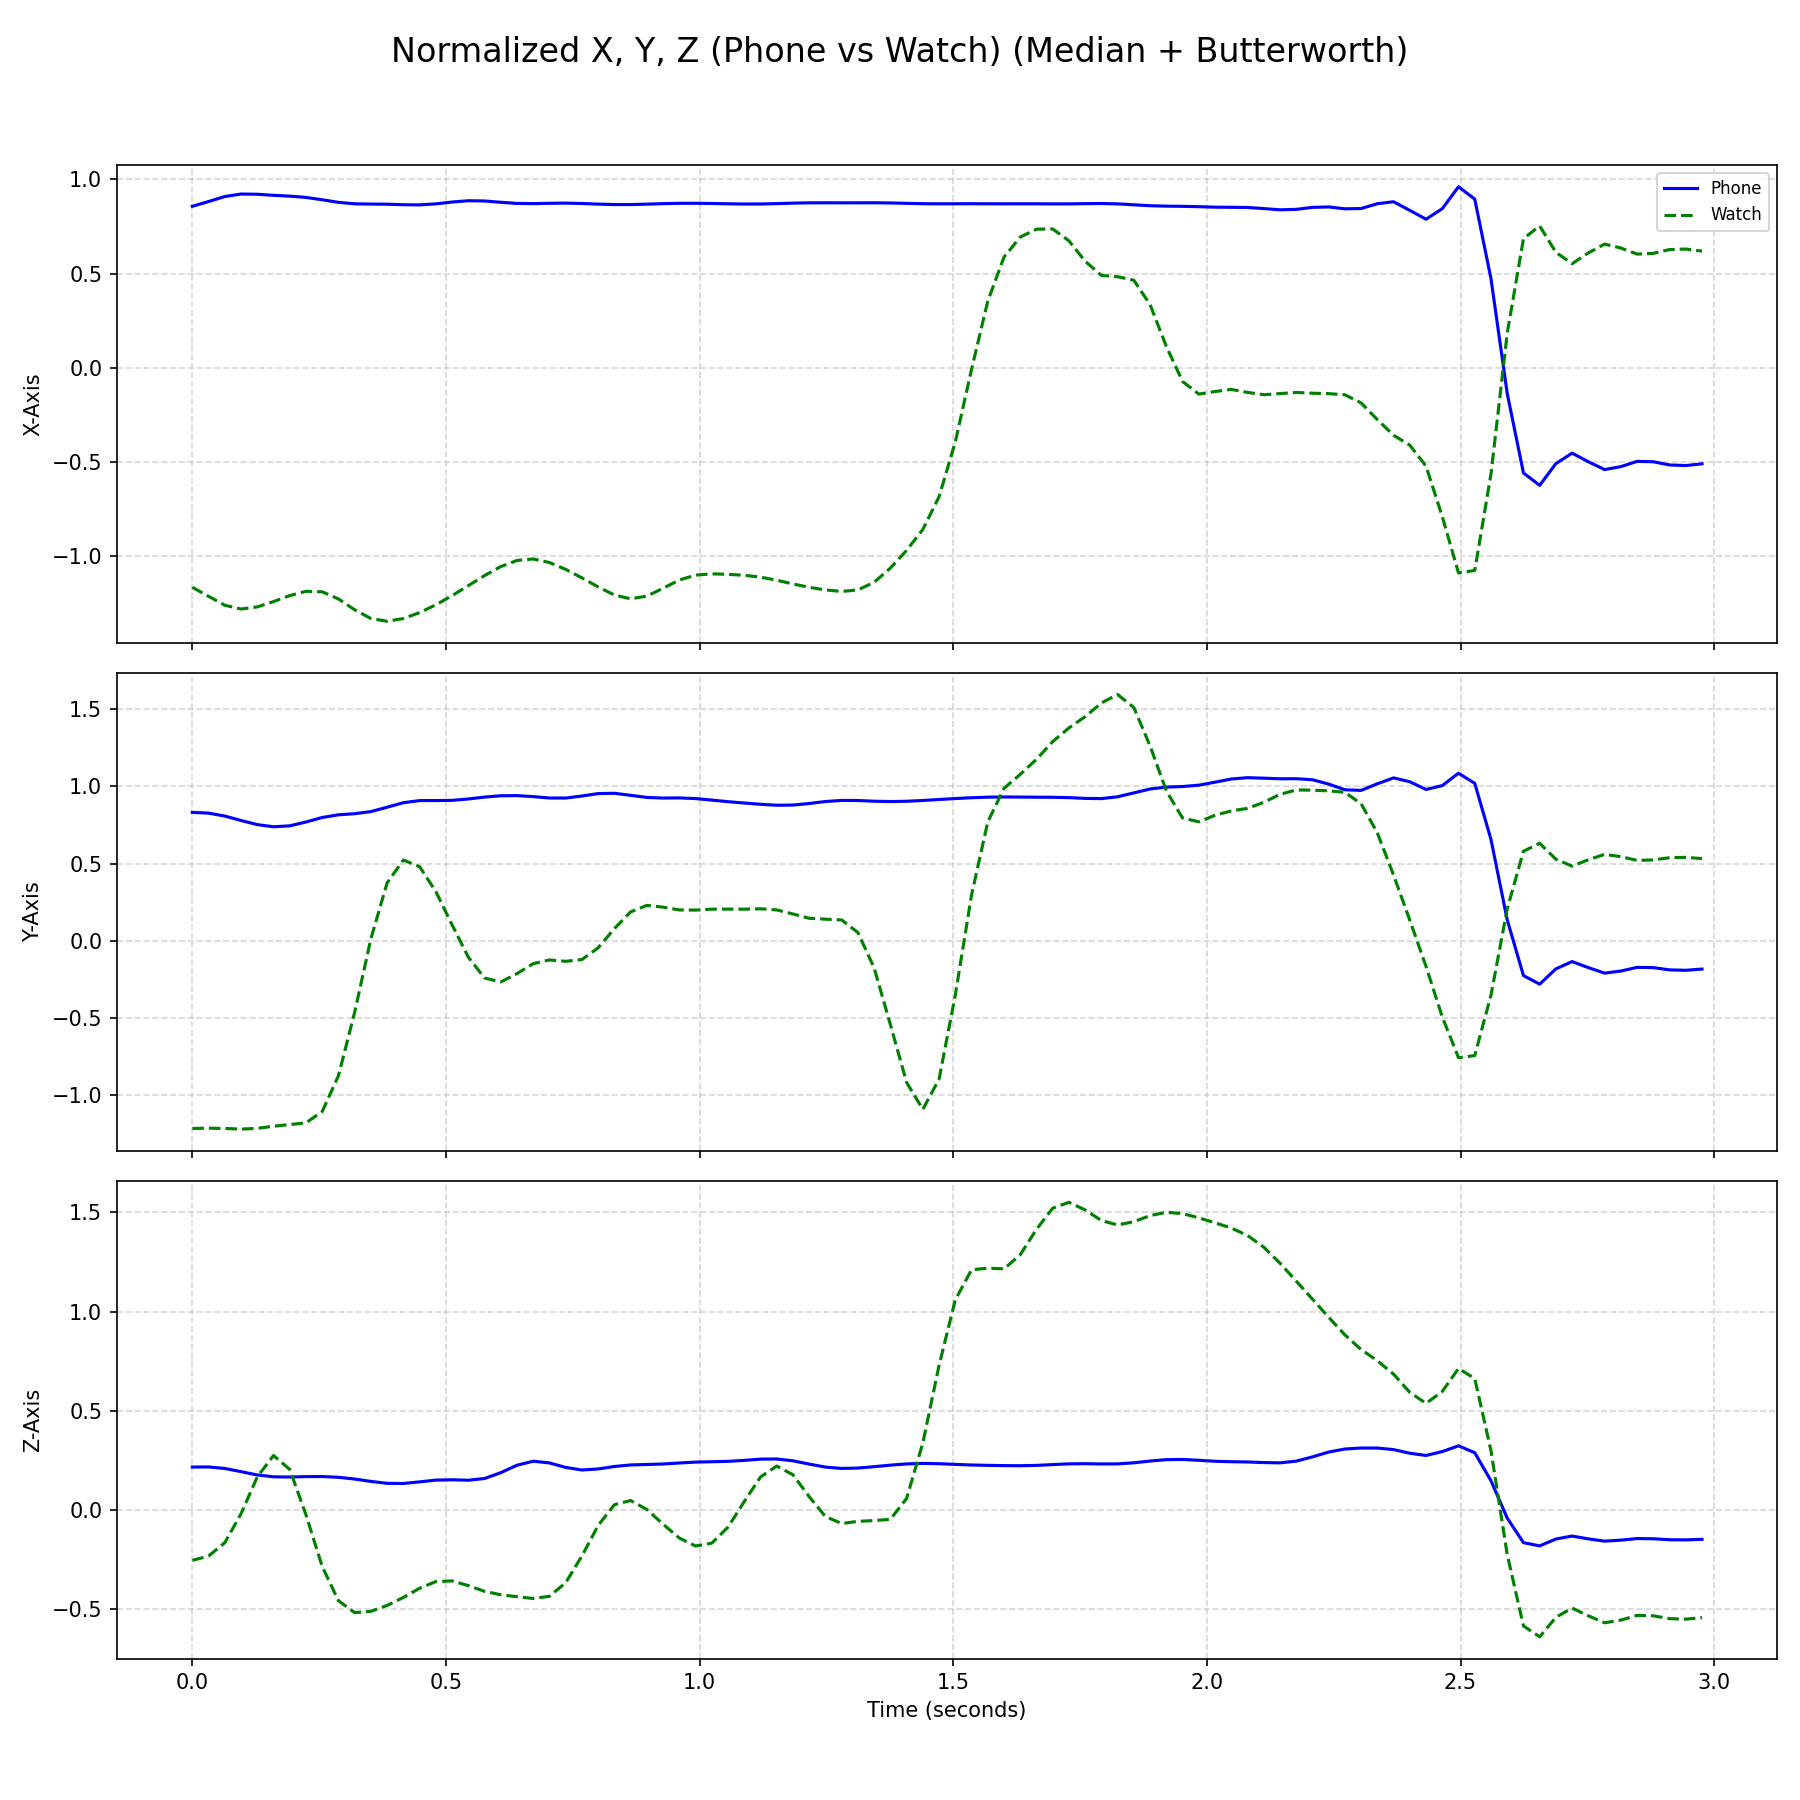 Normalized X, Y, Z (Phone vs Watch) (Median + Butterworth)
Phone
Watch
1.0
0.5
0.0
−0.5
−1.0
X-Axis
1.5
1.0
0.5
0.0
−0.5
−1.0
Y-Axis
1.5
1.0
0.5
0.0
−0.5
Z-Axis
0.0 0.5 1.0 1.5 2.0 2.5 3.0
Time (seconds)